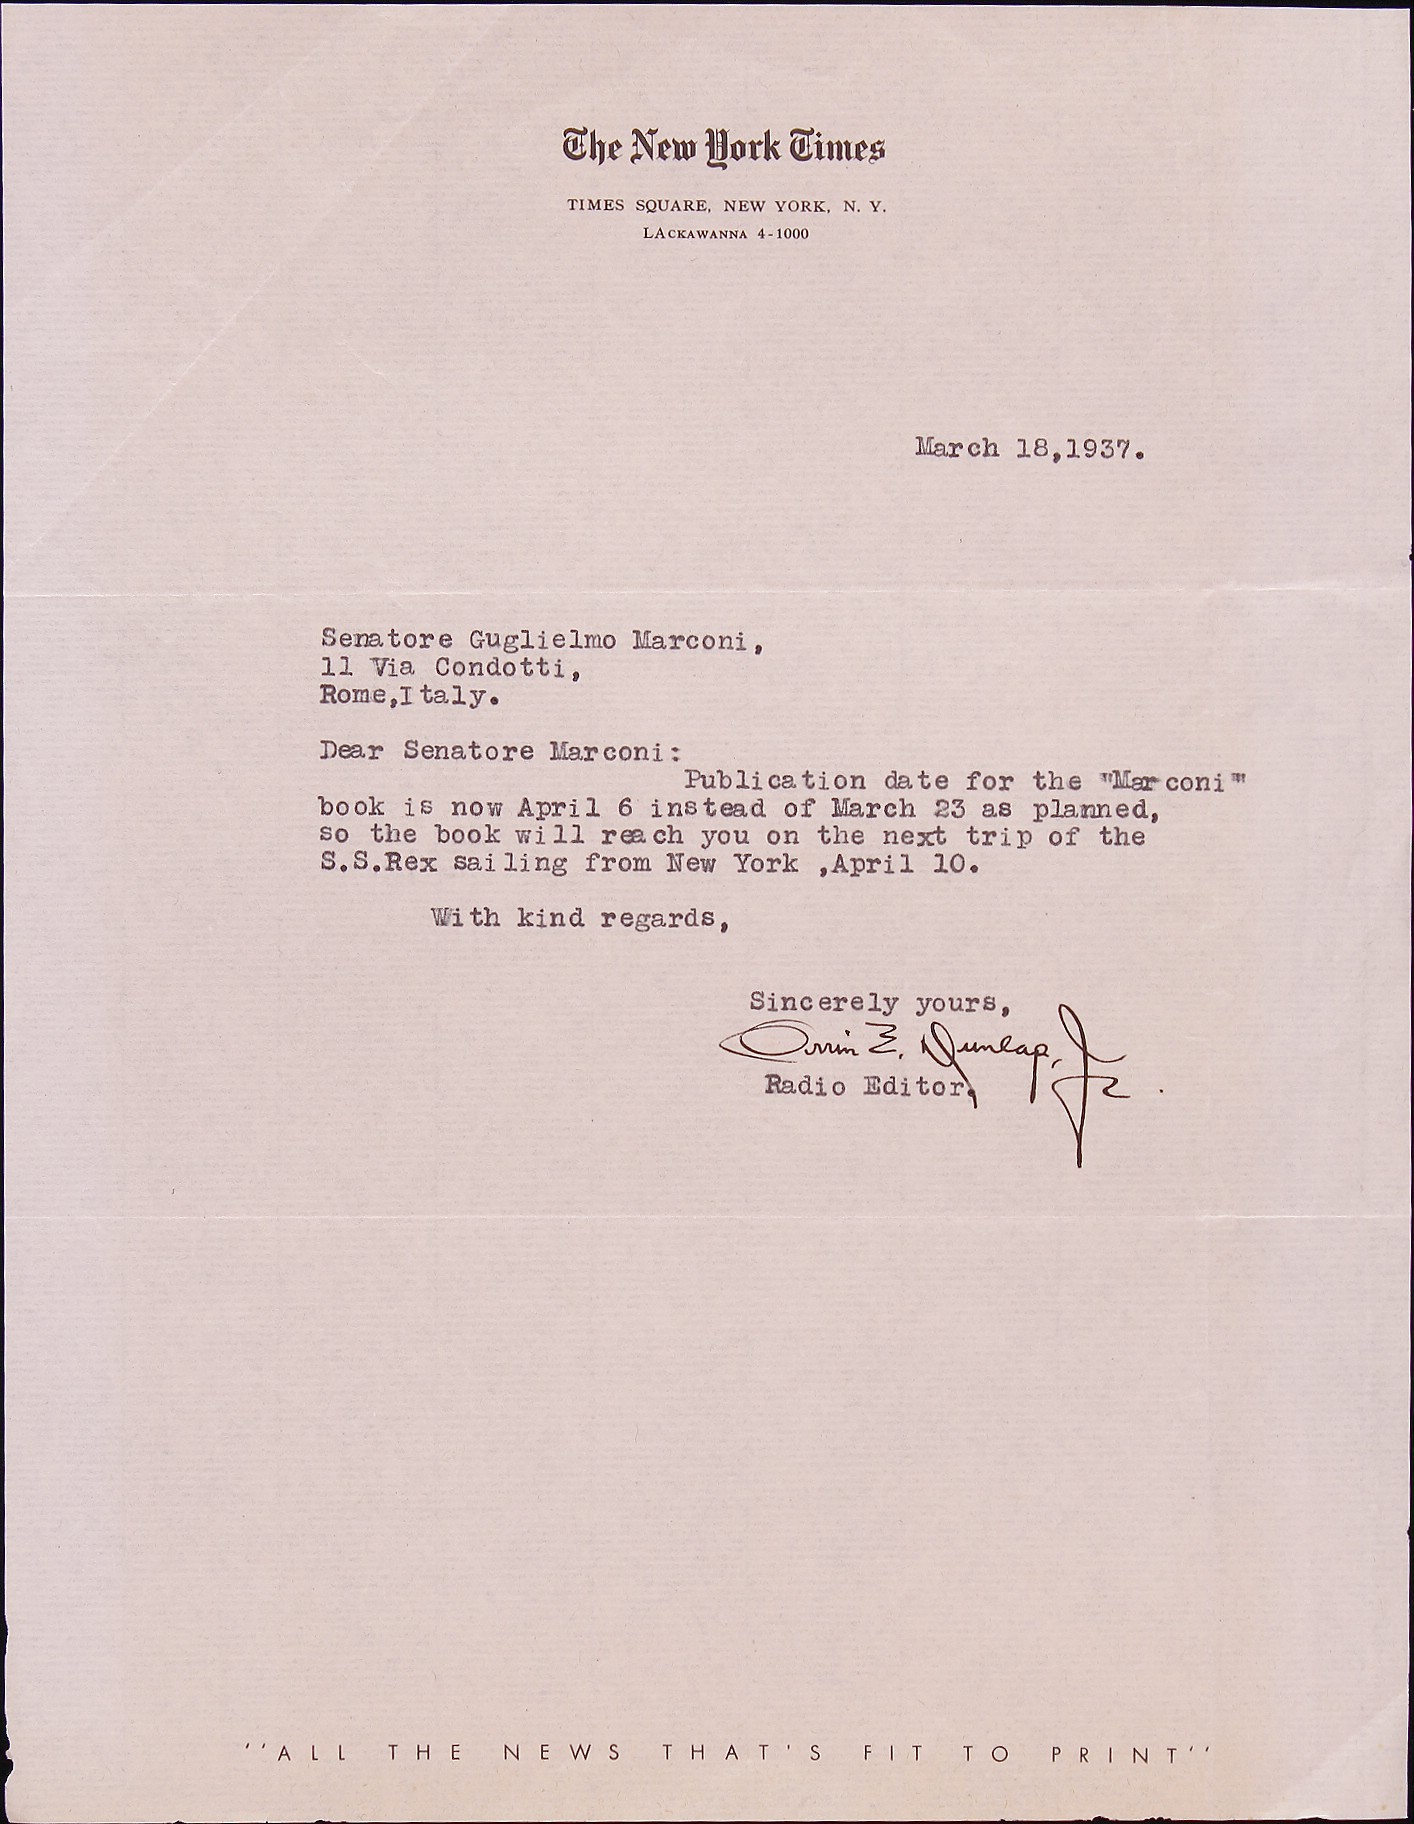 The New York Times
TIMES SQUARE, NEW YORK, N. Y.
LACKAWANNA 4-1000
March 18,1937.
Senatore Guglielmo Marconi,
11 Via Condotti,
Rome,Italy.
Dear Senatore Marconi:
Publication date for the "Marconi"
book is now April 6 instead of March 23 as planned,
so the book will reach you on the next trip of the
S.S.Rex sailing from New York ,April 10.
With kind regards,
Sincerely yours,
Orrin E. Dunlap, Jr.
Radio Editor.
''ALL THE NEWS THAT'S FIT TO PRINT''